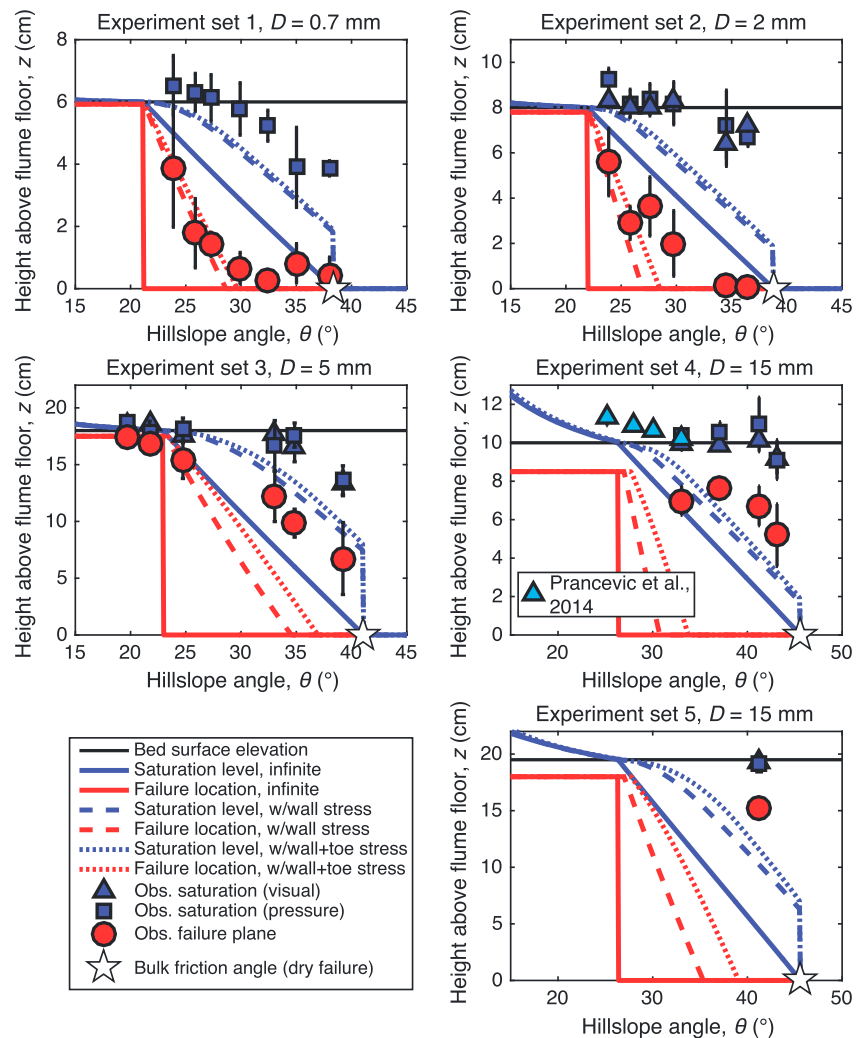 Experiment set 1, D = 0.7 mm
Height above flume floor, z (cm)
8
6
4
2
0
15 20 25 30 35 40 45
Hillslope angle, θ (°)
Experiment set 2, D = 2 mm
Height above flume floor, z (cm)
10
8
6
4
2
0
15 20 25 30 35 40 45
Hillslope angle, θ (°)
Experiment set 3, D = 5 mm
Height above flume floor, z (cm)
20
15
10
5
0
15 20 25 30 35 40 45
Hillslope angle, θ (°)
Experiment set 4, D = 15 mm
Height above flume floor, z (cm)
12
10
8
6
4
2
0
Prancevic et al.,
2014
20 30 40 50
Hillslope angle, θ (°)
Experiment set 5, D = 15 mm
Height above flume floor, z (cm)
20
15
10
5
0
20 30 40 50
Hillslope angle, θ (°)
Bed surface elevation
Saturation level, infinite
Failure location, infinite
Saturation level, w/wall stress
Failure location, w/wall stress
Saturation level, w/wall+toe stress
Failure location, w/wall+toe stress
Obs. saturation (visual)
Obs. saturation (pressure)
Obs. failure plane
Bulk friction angle (dry failure)